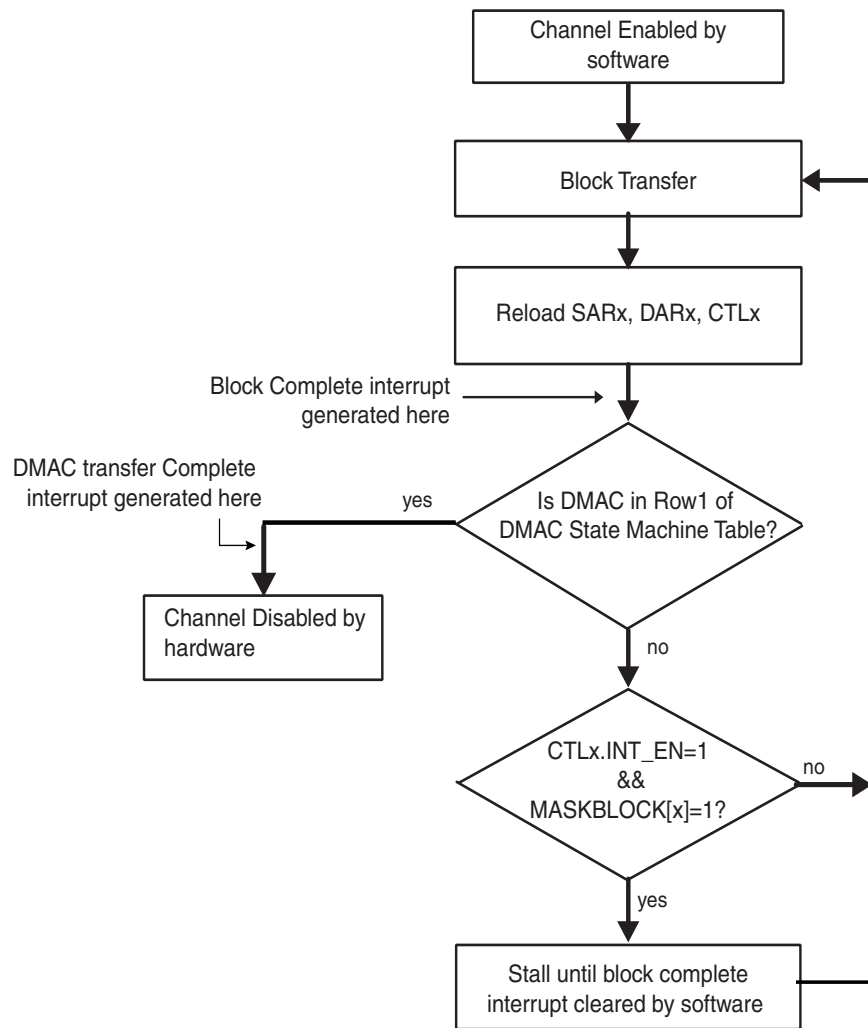 Channel Enabled by
software
Block Transfer
Reload SARx, DARx, CTLx
Block Complete interrupt
generated here
DMAC transfer Complete
interrupt generated here
yes
Is DMAC in Row1 of
DMAC State Machine Table?
Channel Disabled by
hardware
no
CTLx.INT_EN=1
&&
MASKBLOCK[x]=1?
no
yes
Stall until block complete
interrupt cleared by software